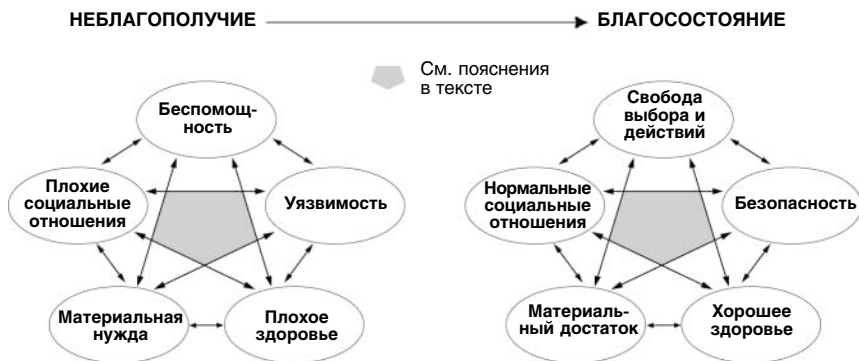 НЕБЛАГОПОЛУЧИЕ
БЛАГОСОСТОЯНИЕ
См. пояснения
в тексте
Беспомощ-
ность
Плохие
социальные
отношения
Уязвимость
Материальная
нужда
Плохое
здоровье
Свобода
выбора и
действий
Нормальные
социальные
отношения
Безопасность
Материаль-
ный достаток
Хорошее
здоровье